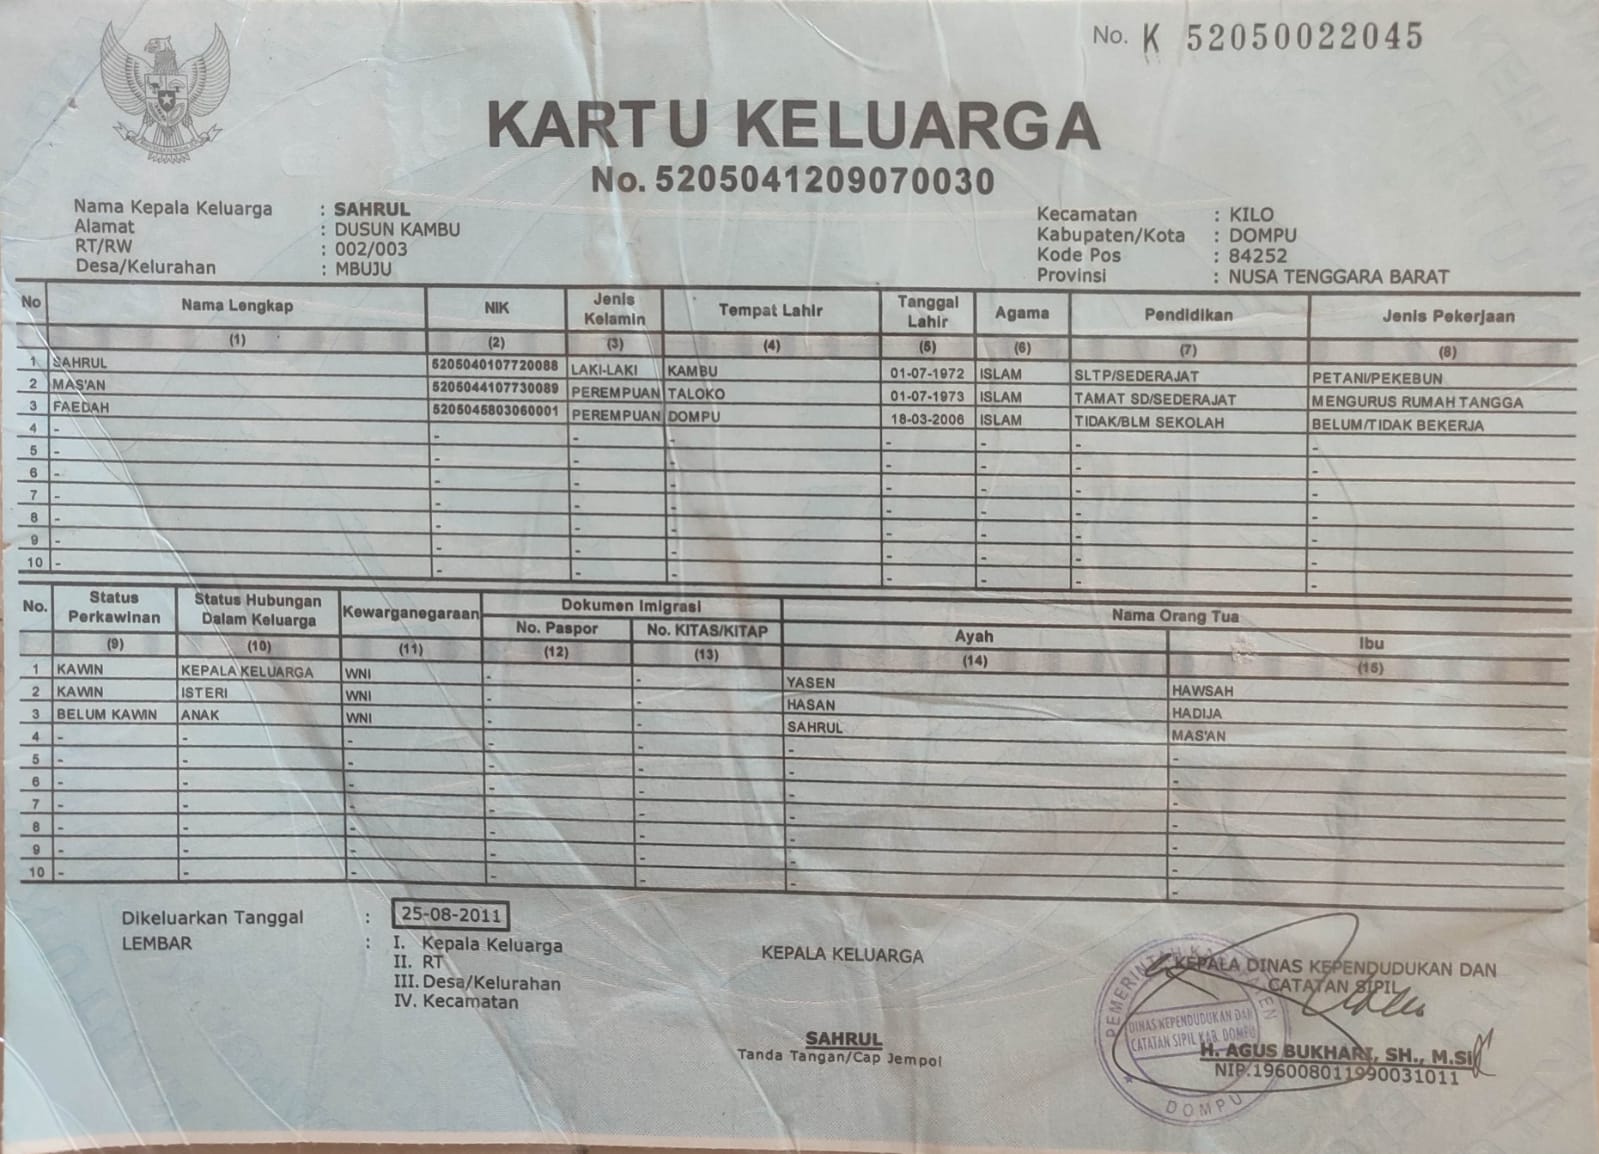 No. K 52050022045
KARTU KELUARGA
No. 5205041209070030
Nama Kepala Keluarga : SAHRUL
Alamat : DUSUN KAMBU
RT/RW : 002/003
Desa/Kelurahan : MBUJU
Kecamatan : KILO
Kabupaten/Kota : DOMPU
Kode Pos : 84252
Provinsi : NUSA TENGGARA BARAT
No Nama Lengkap NIK Jenis Kelamin Tempat Lahir Tanggal Lahir Agama Pendidikan Jenis Pekerjaan
(1) (2) (3) (4) (5) (6) (7) (8)
1 SAHRUL 5205040107720088 LAKI-LAKI KAMBU 01-07-1972 ISLAM SLTP/SEDERAJAT PETANI/PEKEBUN
2 MAS'AN 5205044107730089 PEREMPUAN TALOKO 01-07-1973 ISLAM TAMAT SD/SEDERAJAT MENGURUS RUMAH TANGGA
3 FAEDAH 5205045803060001 PEREMPUAN DOMPU 18-03-2006 ISLAM TIDAK/BLM SEKOLAH BELUM/TIDAK BEKERJA
4 - - - - - - - -
5 - - - - - - - -
6 - - - - - - - -
7 - - - - - - - -
8 - - - - - - - -
9 - - - - - - - -
10 - - - - - - - -
No. Status Perkawinan Status Hubungan Dalam Keluarga Kewarganegaraan Dokumen Imigrasi Nama Orang Tua
No. Paspor No. KITAS/KITAP Ayah Ibu
(9) (10) (11) (12) (13) (14) (15)
1 KAWIN KEPALA KELUARGA WNI - - YASEN HAWSAH
2 KAWIN ISTERI WNI - - HASAN HADIJA
3 BELUM KAWIN ANAK WNI - - SAHRUL MAS'AN
4 - - - - - - -
5 - - - - - - -
6 - - - - - - -
7 - - - - - - -
8 - - - - - - -
9 - - - - - - -
10 - - - - - - -
Dikeluarkan Tanggal : 25-08-2011
LEMBAR : I. Kepala Keluarga
II. RT
III. Desa/Kelurahan
IV. Kecamatan
KEPALA KELUARGA
SAHRUL
Tanda Tangan/Cap Jempol
KEPALA DINAS KEPENDUDUKAN DAN
CATATAN SIPIL
H. AGUS BUKHARI, SH., M.Si
NIP.196008011990031011
DINAS KEPENDUDUKAN DAN
CATATAN SIPIL KAB. DOMPU
DOMPU